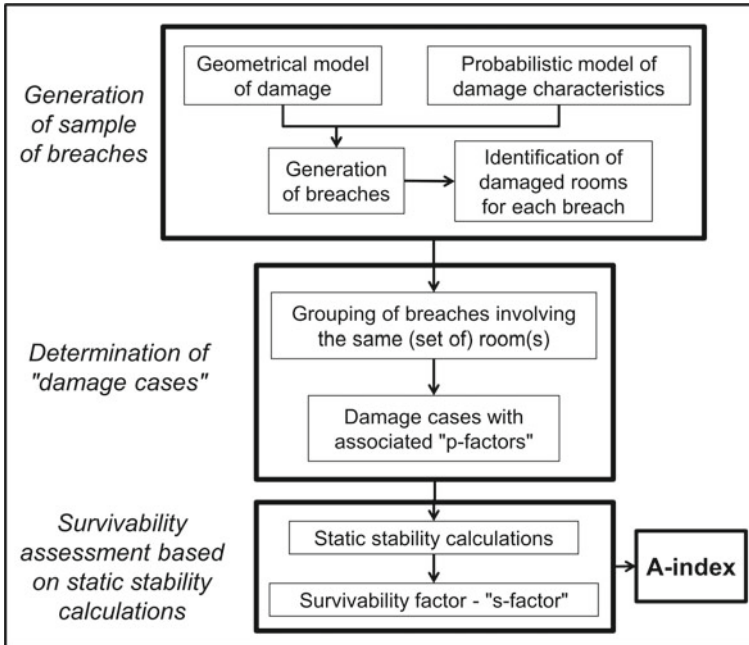 Generation
of sample
of breaches
Geometrical model
of damage
Probabilistic model
of damage characteristics
Generation
of breaches
Identification of
damaged rooms
for each breach
Determination of
"damage cases"
Grouping of breaches involving
the same (set of) room(s)
Damage cases with
associated "p-factors"
Survivability
assessment based
on static stability
calculations
Static stability calculations
Survivability factor - "s-factor"
A-index